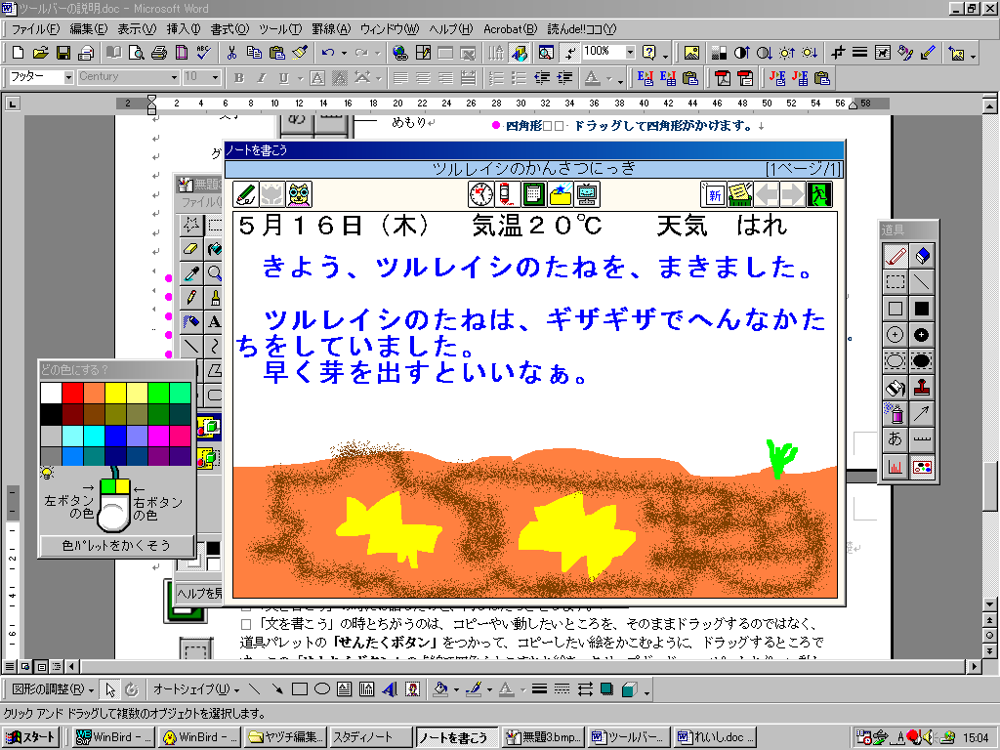 ツールバーの説明.doc - Microsoft Word
ファイル(F) 編集(E) 表示(V) 挿入(I) 書式(O) ツール(T) 罫線(A) ウィンドウ(W) ヘルプ(H) Acrobat(B) 読んde!!ココ(Y)
100%
フッター Century 10 B I U A
2 2 4 6 8 10 12 14 16 18 20 22 24 26 28 30 32 34 36 38 40 42 44 46 48 50 52 54 56 58
めもり
四角形□□・ドラッグして四角形がかけます。↓
ノートを書こう
ツルレイシのかんさつにっき [1ページ/1]
新
5月16日(木) 気温20℃ 天気 はれ
きよう、ツルレイシのたねを、まきました。
ツルレイシのたねは、ギザギザでへんなかた
ちをしていました。
早く芽を出すといいなぁ。
無題3
ファイル(
道具
あ
どの色にする?
左ボタン
の色
右ボタン
の色
色パレットをかくそう
ヘルプを見
□「文を書こう」の時とちがうのは、コピーやい動したいところを、そのままドラッグするのではなく、
道具パレットの「せんたくボタン」をつかって、コピーしたい絵をかこむように、ドラッグするところで
図形の調整(R) オートシェイプ(U)
クリック アンド ドラッグして複数のオブジェクトを選択します。
スタート WinBird - ... WinBird - ... ヤヅチ編集... スタディノート ノートを書こう 無題3.bmp... ツールバー... れいし.doc ... 15:04